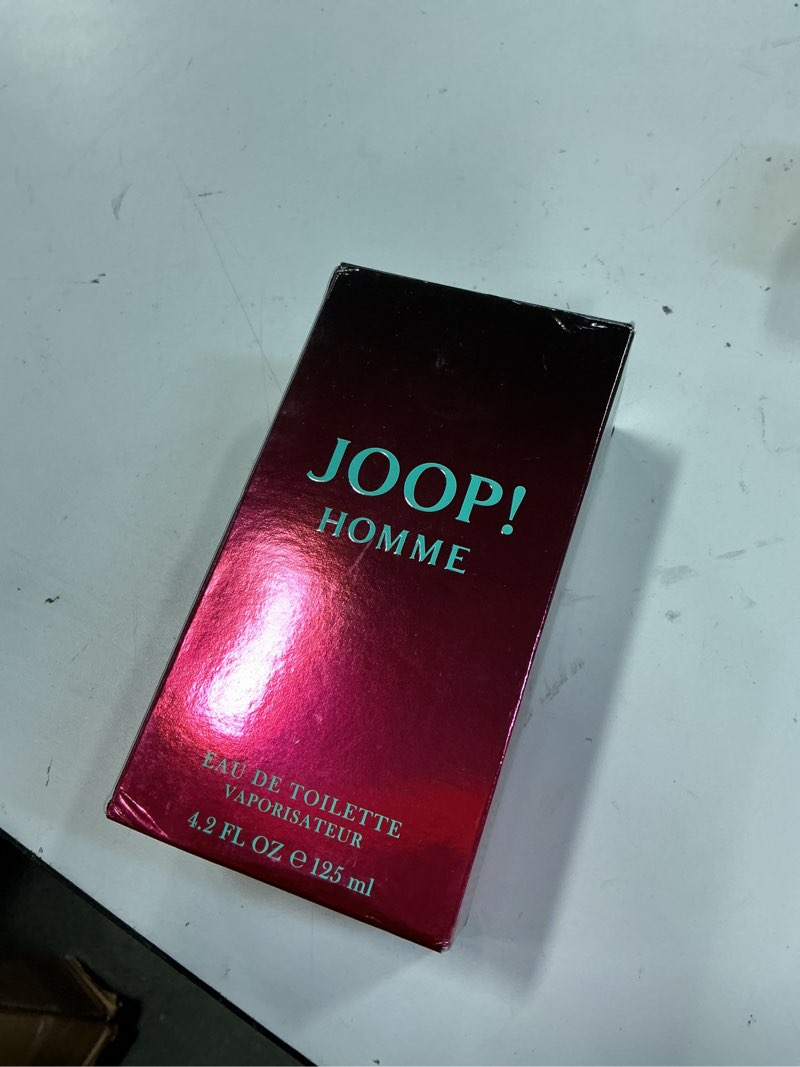 JOOP!
HOMME
EAU DE TOILETTE
VAPORISATEUR
4.2 FL OZ ℮ 125 ml